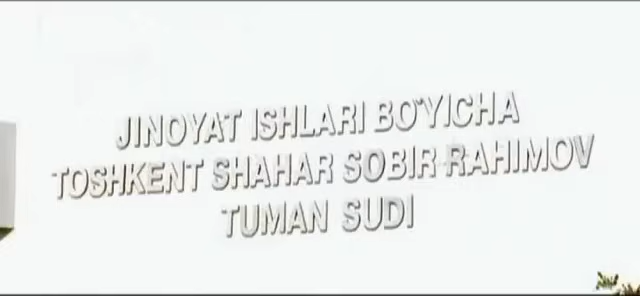 JINOYAT ISHLARI BO'YICHA
TOSHKENT SHAHAR SOBIR RAHIMOV
TUMAN SUDI